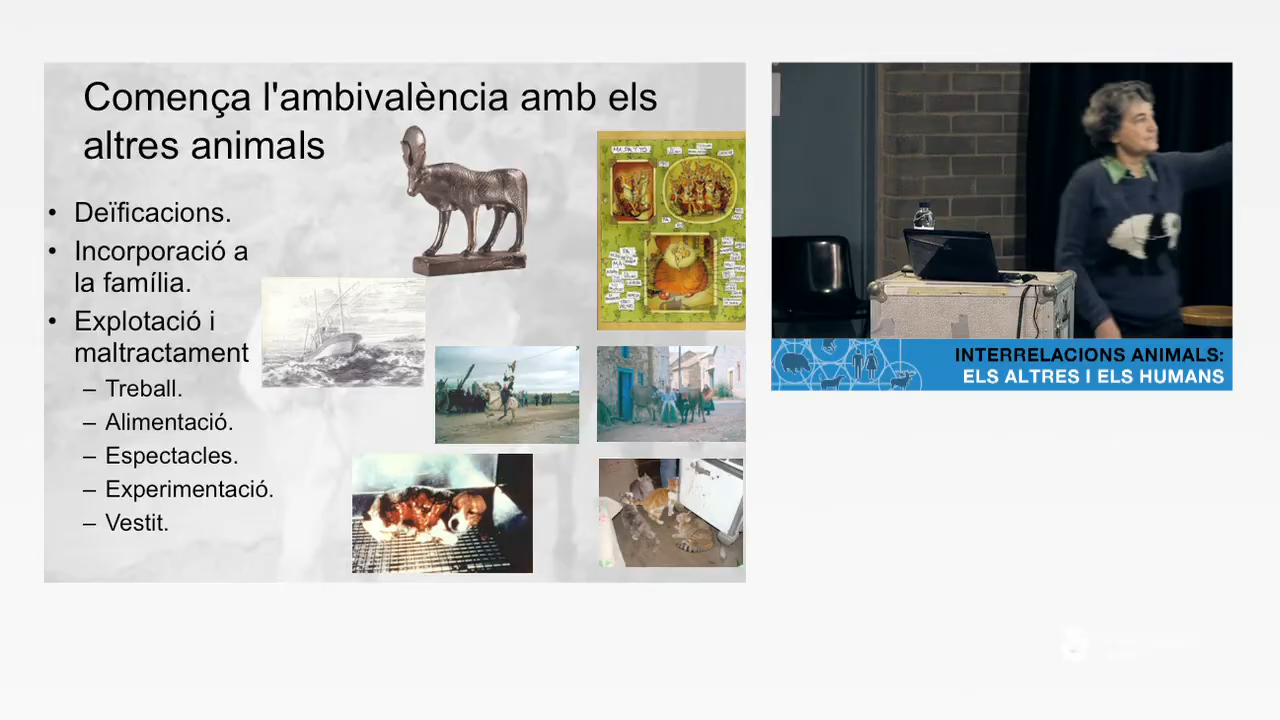 Comença l'ambivalència amb els
altres animals
• Deïficacions.
• Incorporació a
la família.
• Explotació i
maltractament
– Treball.
– Alimentació.
– Espectacles.
– Experimentació.
– Vestit.
INTERRELACIONS ANIMALS:
ELS ALTRES I ELS HUMANS